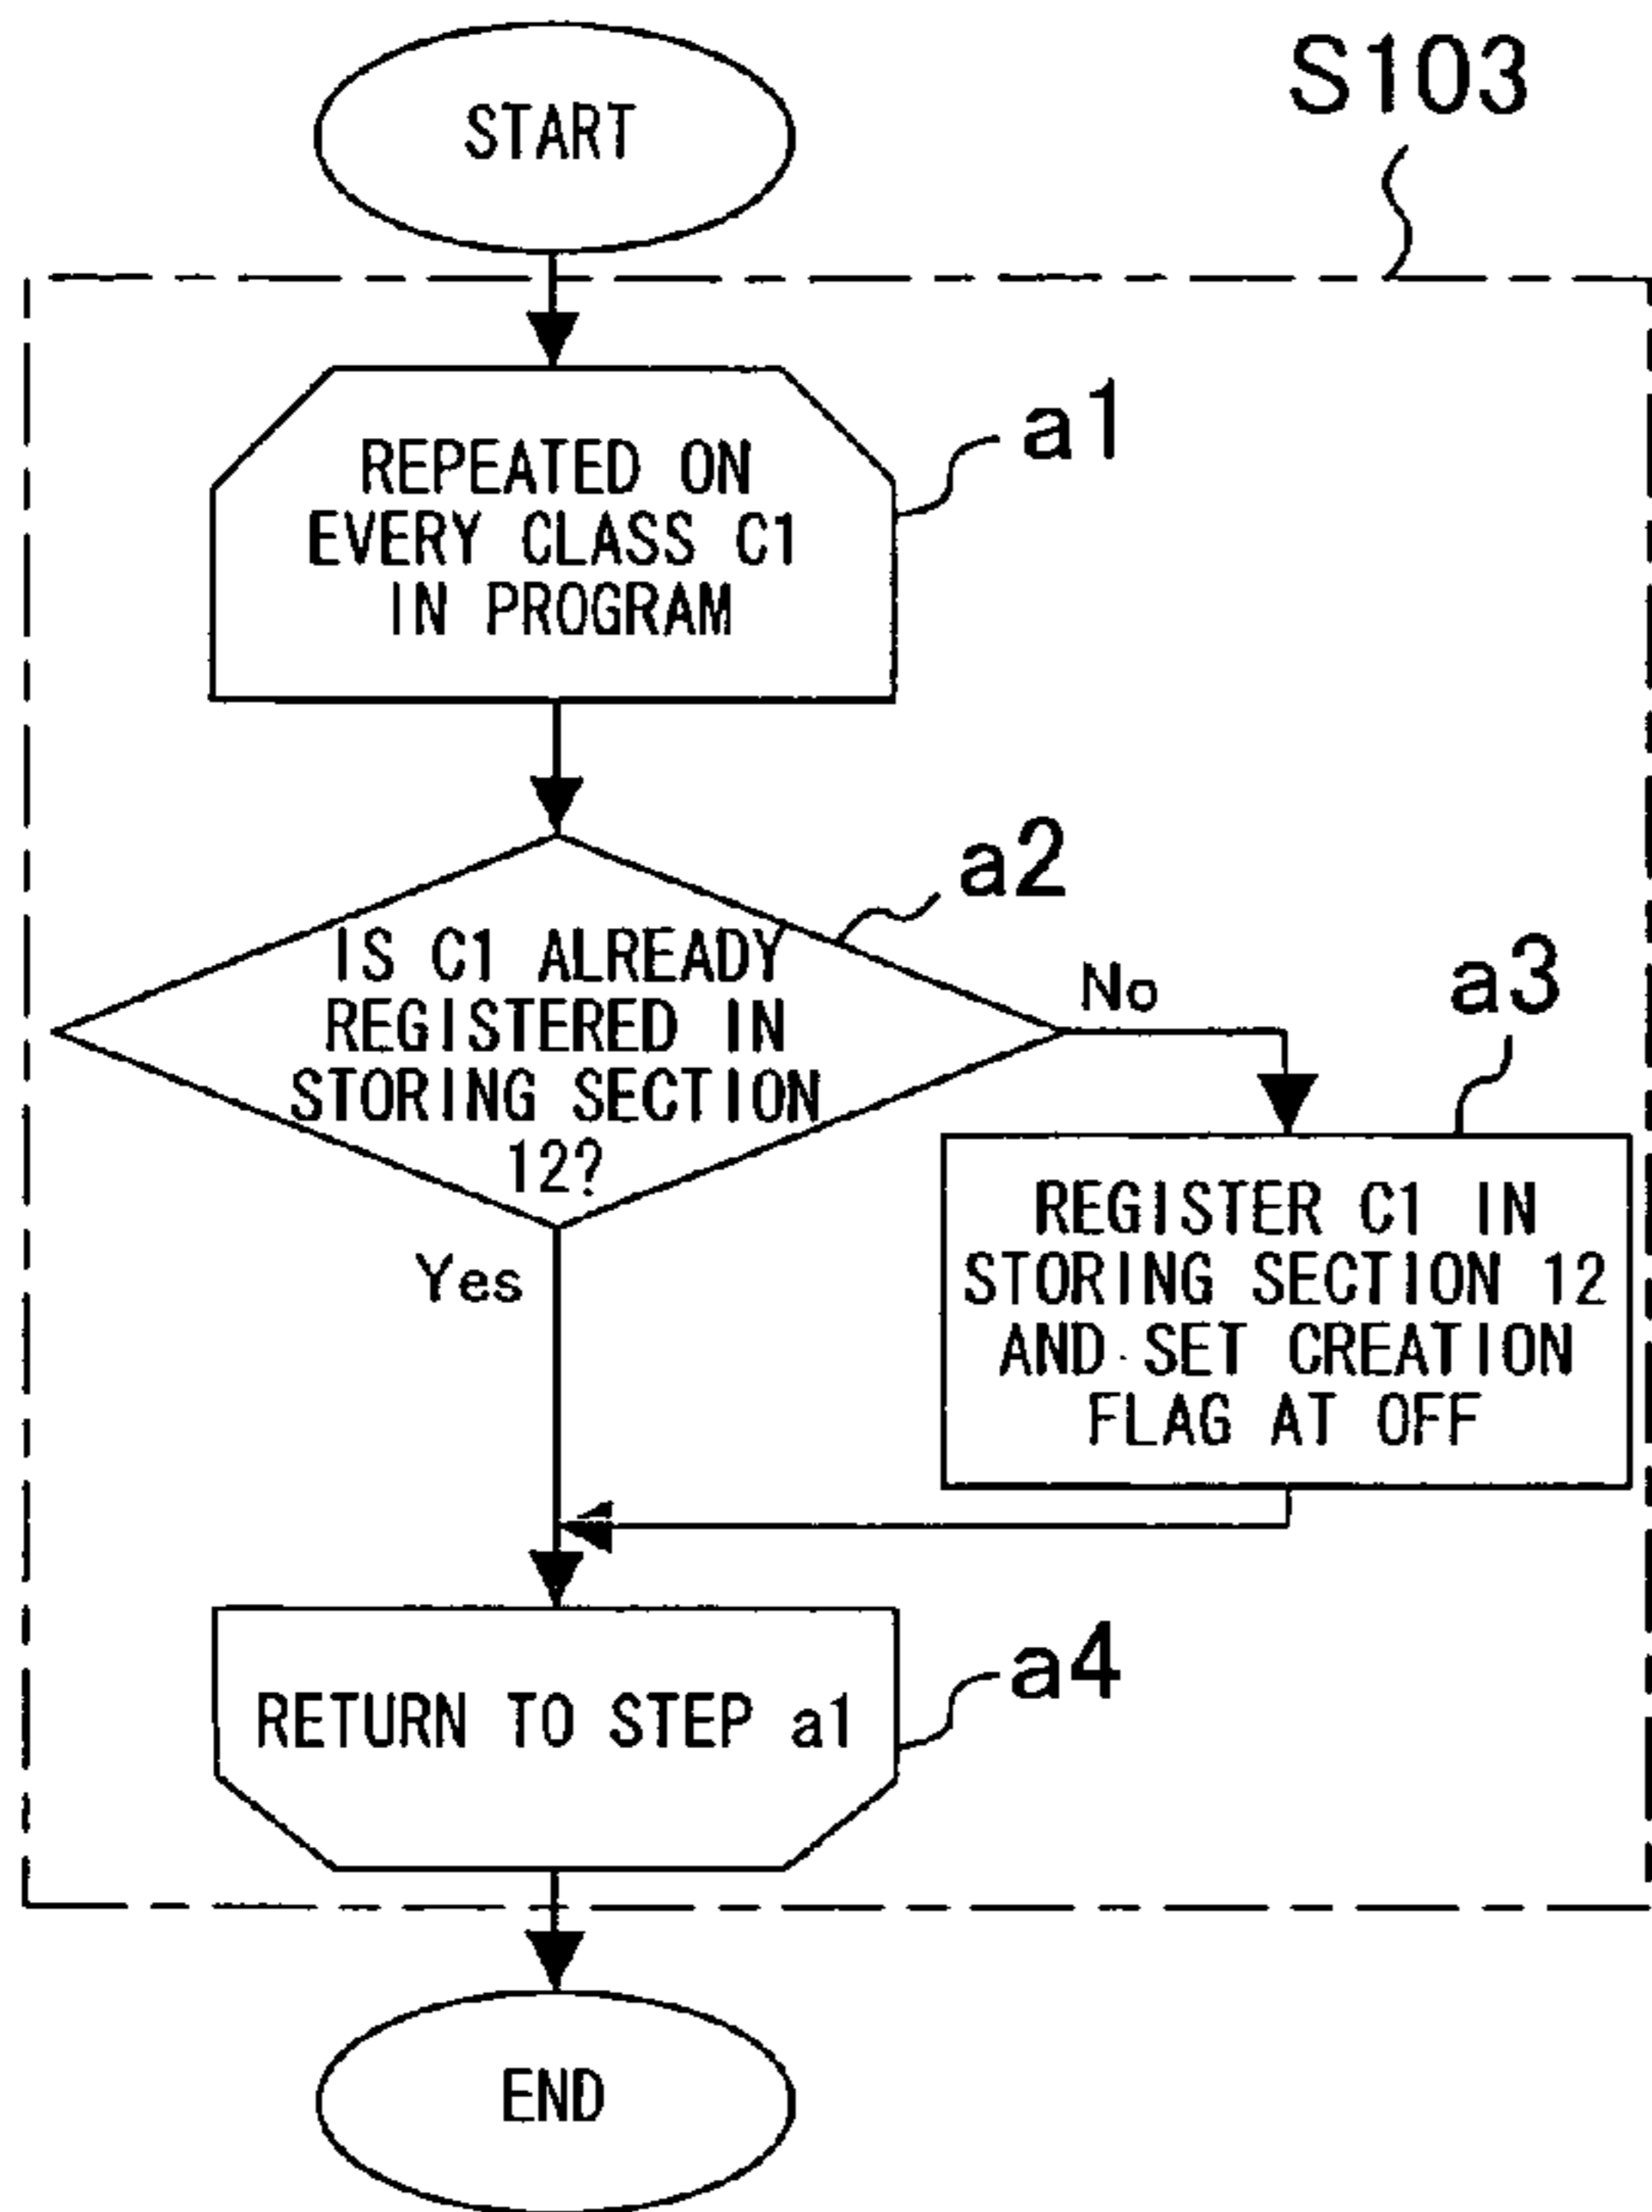 START
S103
REPEATED ON
EVERY CLASS C1
IN PROGRAM
a1
IS C1 ALREADY
REGISTERED IN
STORING SECTION
12?
a2
No
Yes
a3
REGISTER C1 IN
STORING SECTION 12
AND SET CREATION
FLAG AT OFF
RETURN TO STEP a1
a4
END